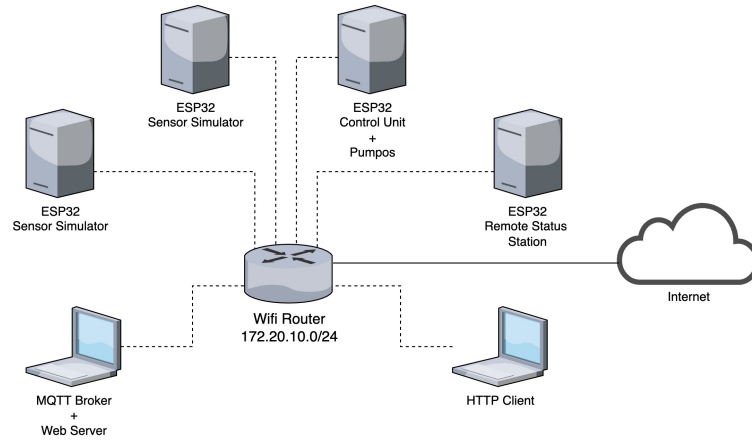 ESP32
Sensor Simulator
ESP32
Control Unit
+
Pumpos
ESP32
Sensor Simulator
ESP32
Remote Status
Station
Internet
Wifi Router
172.20.10.0/24
MQTT Broker
+
Web Server
HTTP Client